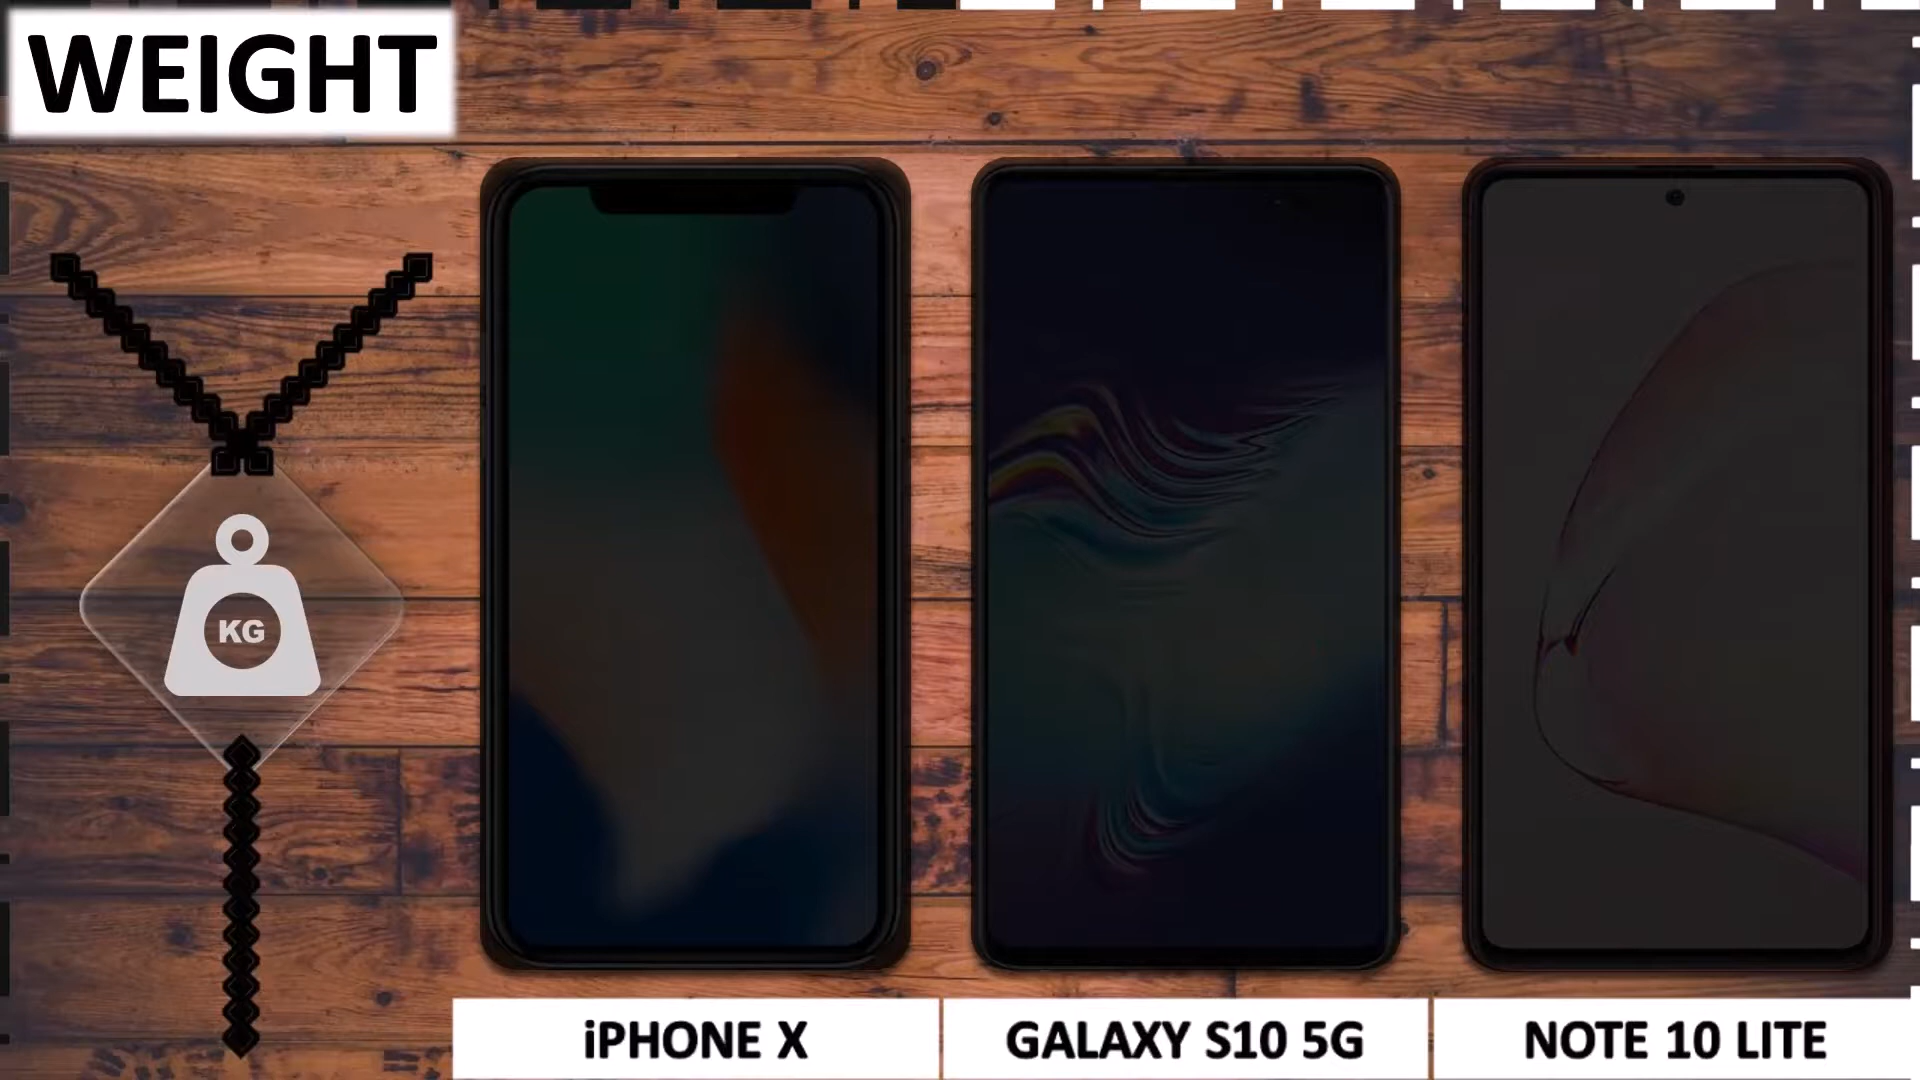 WEIGHT
KG
iPHONE X
GALAXY S10 5G
NOTE 10 LITE